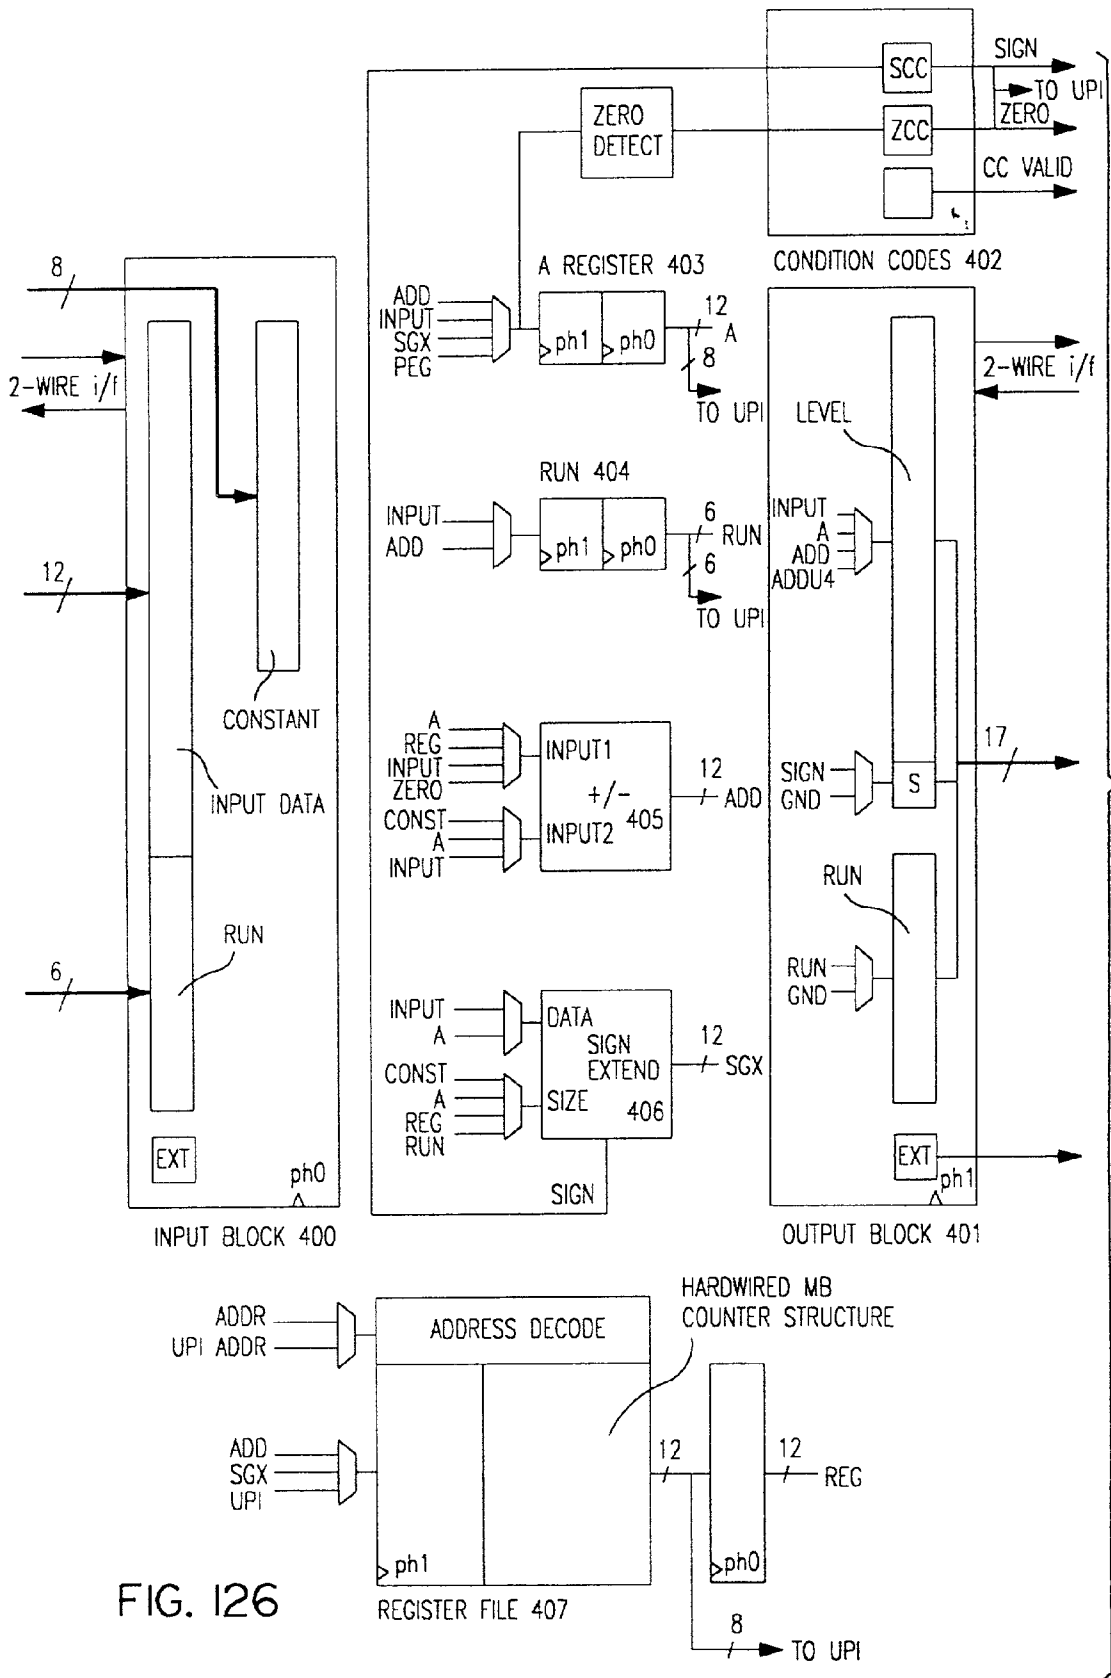 SCC
SIGN
TO UPI
ZERO
DETECT
ZCC
ZERO
CC VALID
CONDITION CODES 402
8
2-WIRE i/f
12
CONSTANT
INPUT DATA
RUN
6
EXT
ph0
INPUT BLOCK 400
A REGISTER 403
ADD
INPUT
SGX
PEG
ph1
ph0
12
A
8
TO UPI
RUN 404
INPUT
ADD
ph1
ph0
6
RUN
6
TO UPI
A
REG
INPUT
ZERO
CONST
A
INPUT
INPUT1
+/-
405
INPUT2
12
ADD
INPUT
A
CONST
A
REG
RUN
DATA
SIGN
EXTEND
SIZE
406
12
SGX
SIGN
2-WIRE i/f
LEVEL
INPUT
A
ADD
ADDU4
17
SIGN
GND
S
RUN
RUN
GND
EXT
ph1
OUTPUT BLOCK 401
HARDWIRED MB
COUNTER STRUCTURE
ADDR
UPI ADDR
ADDRESS DECODE
ADD
SGX
UPI
ph1
12
12
REG
ph0
REGISTER FILE 407
8
TO UPI
FIG. 126